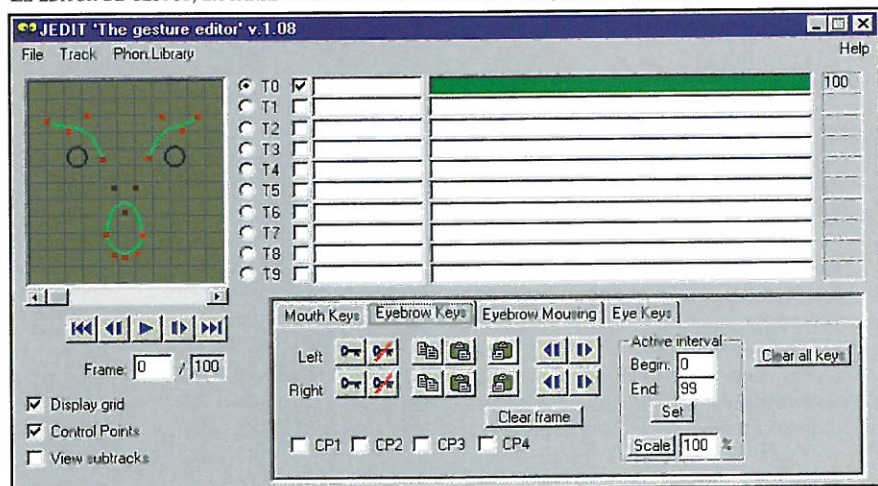 JEDIT 'The gesture editor' v.1.08
File Track Phon.Library Help
T0 100
T1
T2
T3
T4
T5
T6
T7
T8
T9
Mouth Keys Eyebrow Keys Eyebrow Mousing Eye Keys
Left
Right
Clear frame
CP1 CP2 CP3 CP4
Active interval
Begin: 0
End: 99
Set
Scale 100 %
Clear all keys
Frame: 0 / 100
Display grid
Control Points
View subtracks